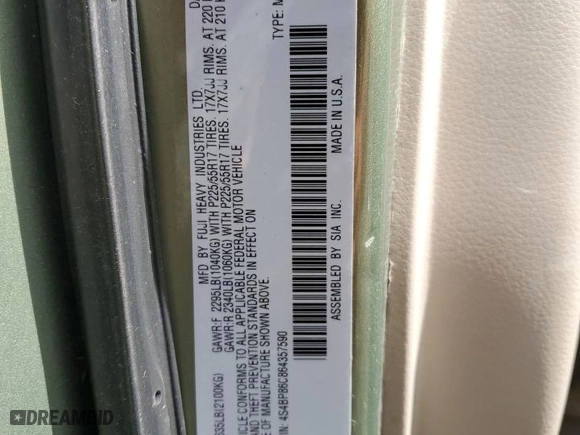 MFD BY FUJI HEAVY INDUSTRIES LTD.
GAWR:F 2295LB(1040KG) WITH P225/55R17 TIRES. 17X7JJ RIMS. AT 220
335LB(2100KG) GAWR:R 2340LB(1060KG) WITH P225/55R17 TIRES. 17X7JJ RIMS. AT 210
CONFORMS TO ALL APPLICABLE FEDERAL MOTOR VEHICLE
AND THEFT PREVENTION STANDARDS IN EFFECT ON
OF MANUFACTURE SHOWN ABOVE.
4S4BP86C864357590 TYPE:
ASSEMBLED BY SIA INC. MADE IN U.S.A.
DREAMBID